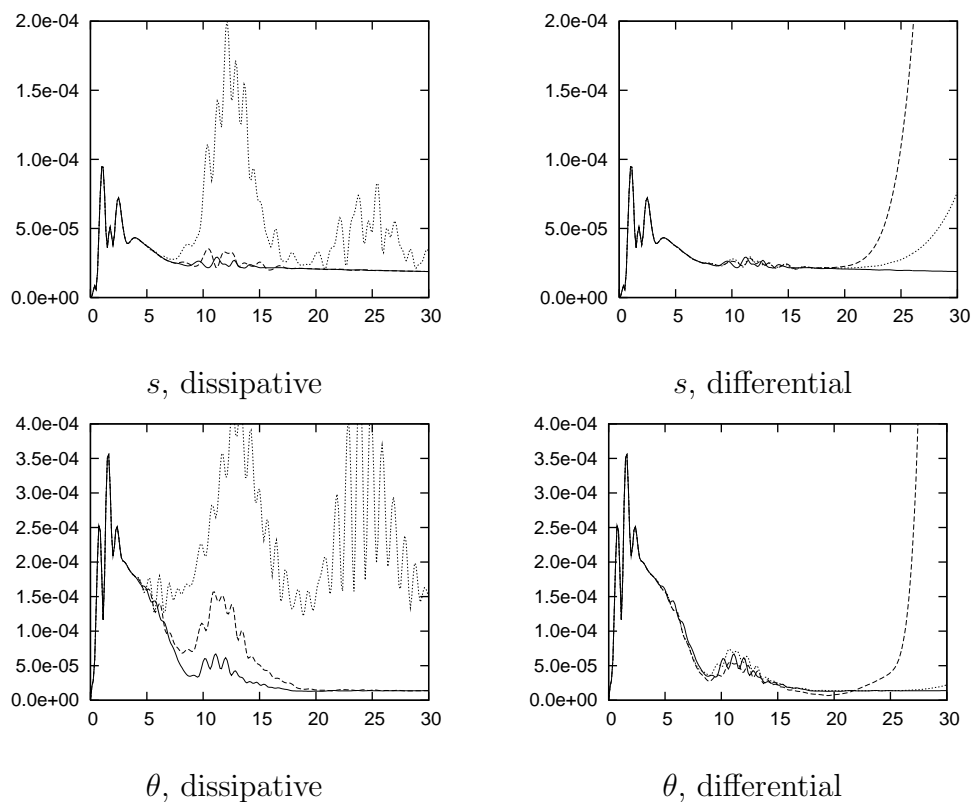 2.0e-04
1.5e-04
1.0e-04
5.0e-05
0.0e+00
0 5 10 15 20 25 30
s, dissipative
2.0e-04
1.5e-04
1.0e-04
5.0e-05
0.0e+00
0 5 10 15 20 25 30
s, differential
4.0e-04
3.5e-04
3.0e-04
2.5e-04
2.0e-04
1.5e-04
1.0e-04
5.0e-05
0.0e+00
0 5 10 15 20 25 30
θ, dissipative
4.0e-04
3.5e-04
3.0e-04
2.5e-04
2.0e-04
1.5e-04
1.0e-04
5.0e-05
0.0e+00
0 5 10 15 20 25 30
θ, differential